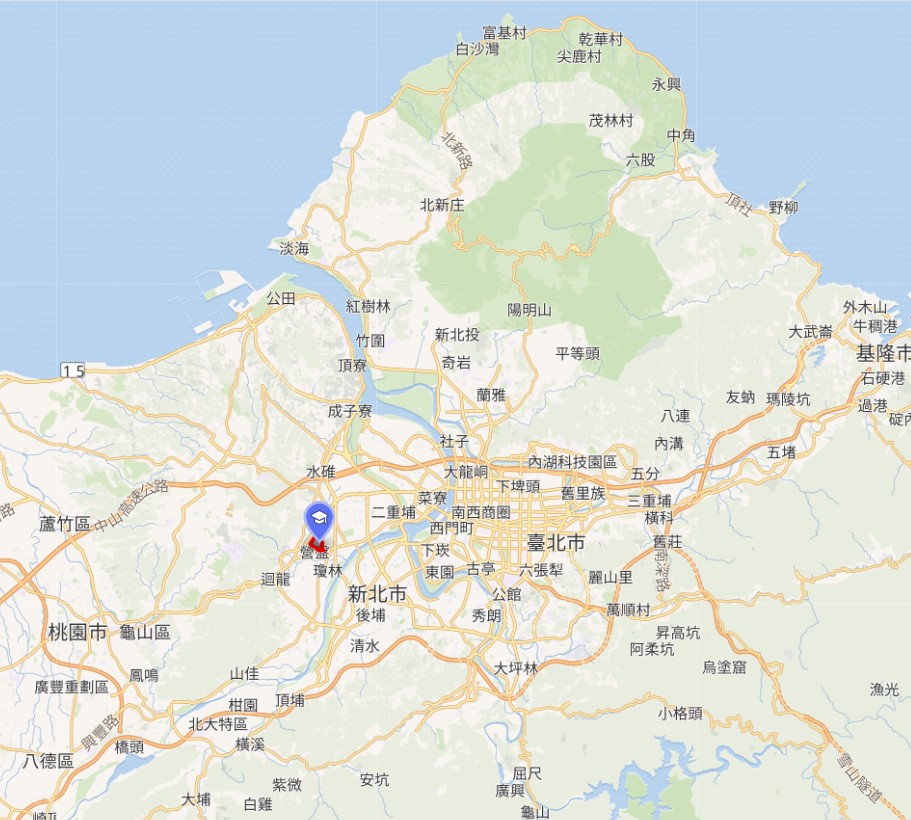 富基村
白沙灣
乾華村
尖鹿村
永興
茂林村
中角
北新路
六股
北新庄
頂社
野柳
淡海
公田
紅樹林
陽明山
外木山
牛稠港
大武崙
竹圍
新北投
基隆市
平等頭
奇岩
頂寮
15
石硬港
蘭雅
友蚋
瑪陵坑
過港
成子寮
八連
社子
內溝
五堵
水碓
大龍峒
內湖科技園區
五分
中山高速公路
下埤頭
菜寮
舊里族
三重埔
路
蘆竹區
二重埔
南西商圈
橫科
西門町
臺北市
舊莊
營盤
下崁
瓊林
東園
古亭
六張犁
南深路
迴龍
麗山里
新北市
公館
後埔
秀朗
萬順村
桃園市
龜山區
昇高坑
清水
阿柔坑
大坪林
烏塗窟
山佳
鳳鳴
廣豐重劃區
漁光
柑園
頂埔
小格頭
北大特區
興豐路
橋頭
橫溪
八德區
雪山隧道
屈尺
安坑
紫微
廣興
大埔
白雞
龜山